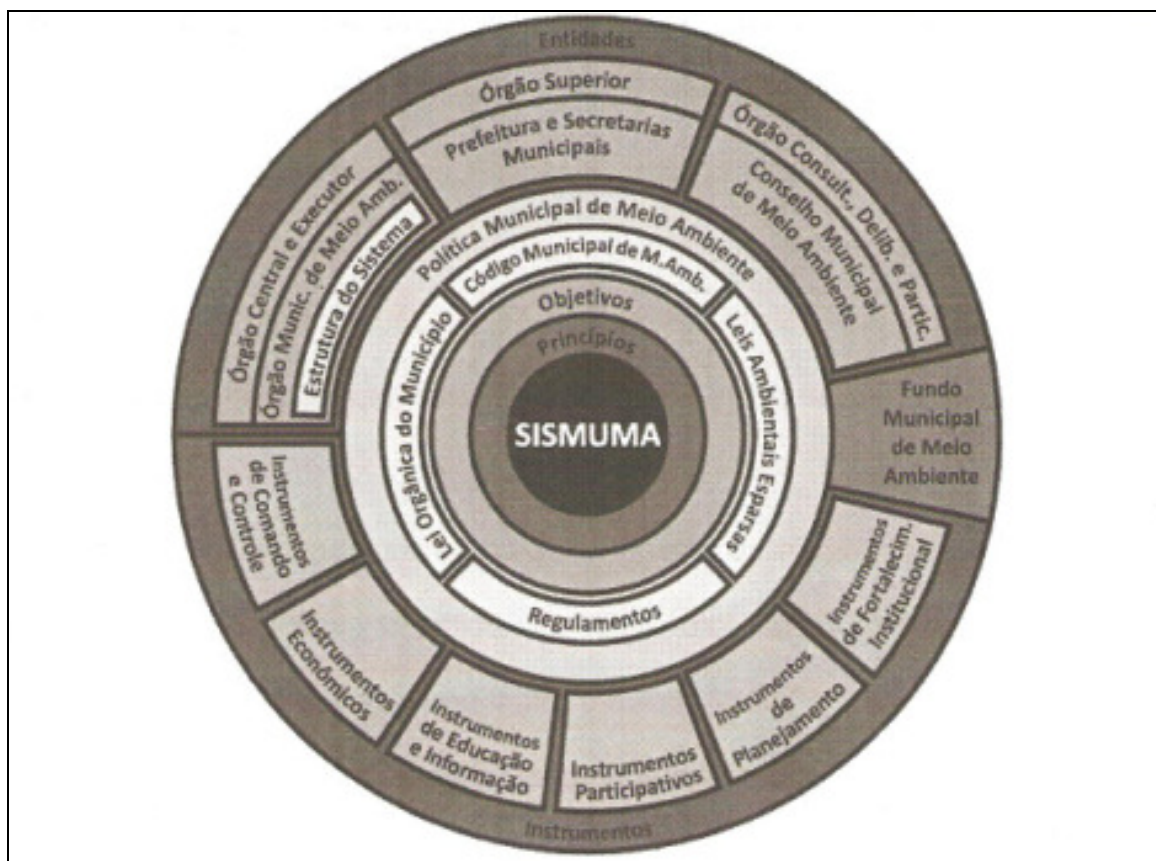 Entidades
Órgão Superior
Prefeitura e Secretarias
Municipais
Órgão Central e Executor
Órgão Munic. de Meio Amb.
Estrutura do Sistema
Órgão Consult., Delib. e Partic.
Conselho Municipal
de Meio Ambiente
Política Municipal de Meio Ambiente
Código Municipal de M.Amb.
Lei Orgânica do Município
Leis Ambientais Esparsas
Regulamentos
Objetivos
Princípios
SISMUMA
Fundo
Municipal
de Meio
Ambiente
Instrumentos
de Comando
e Controle
Instrumentos
Econômicos
Instrumentos
de Educação
e Informação
Instrumentos
Participativos
Instrumentos
de
Planejamento
Instrumentos
de Fortalecim.
Institucional
Instrumentos